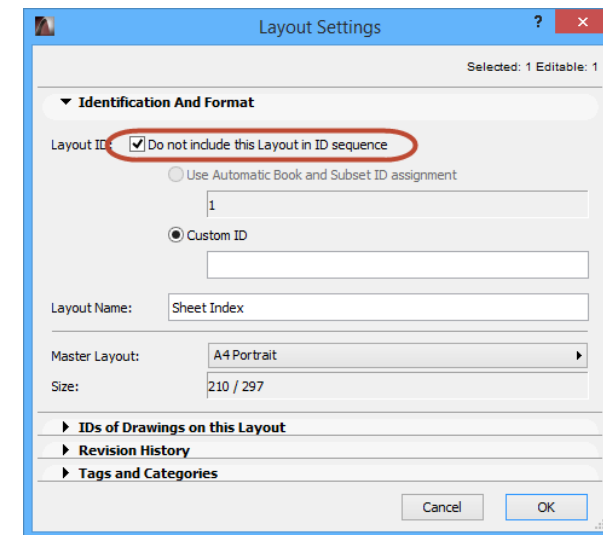 Layout Settings
?
Selected: 1 Editable: 1
Identification And Format
Layout ID: Do not include this Layout in ID sequence
Use Automatic Book and Subset ID assignment
1
Custom ID
Layout Name: Sheet Index
Master Layout: A4 Portrait
Size: 210 / 297
IDs of Drawings on this Layout
Revision History
Tags and Categories
Cancel OK